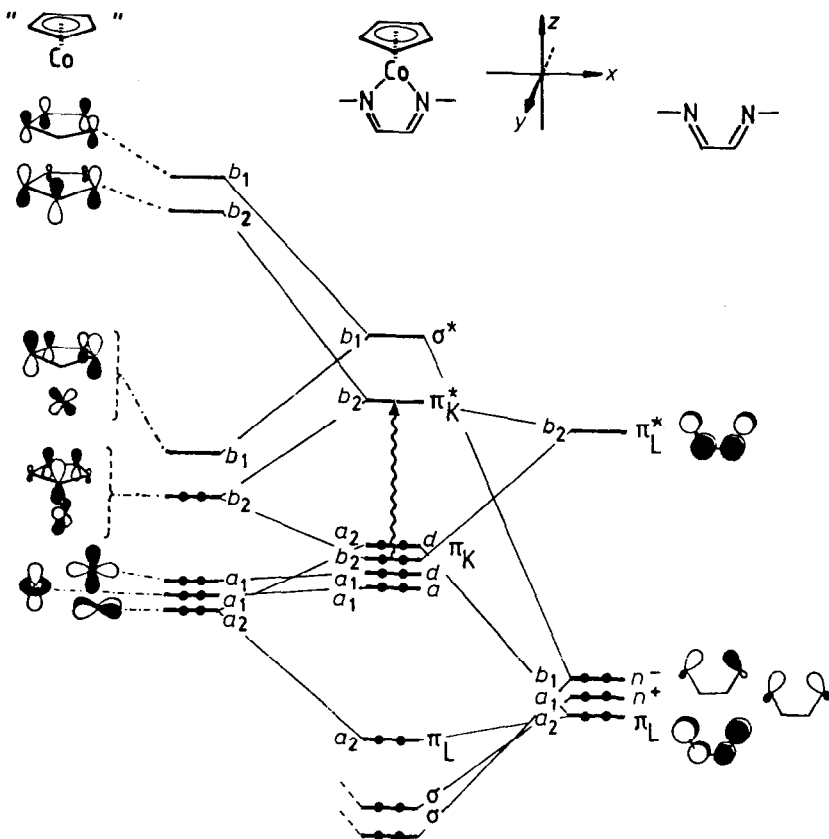 " "
Co
Co
N N
z
x
y
N N
b₁
b₂
b₁ σ*
b₂ π*K
b₂ π*L
b₁
b₂
a₂ d
b₂ πK
a₁ d
a₁ d
a₁
a₁
a₂
b₁ n⁻
a₁ n⁺
a₂ πL
a₂ πL
σ
σ